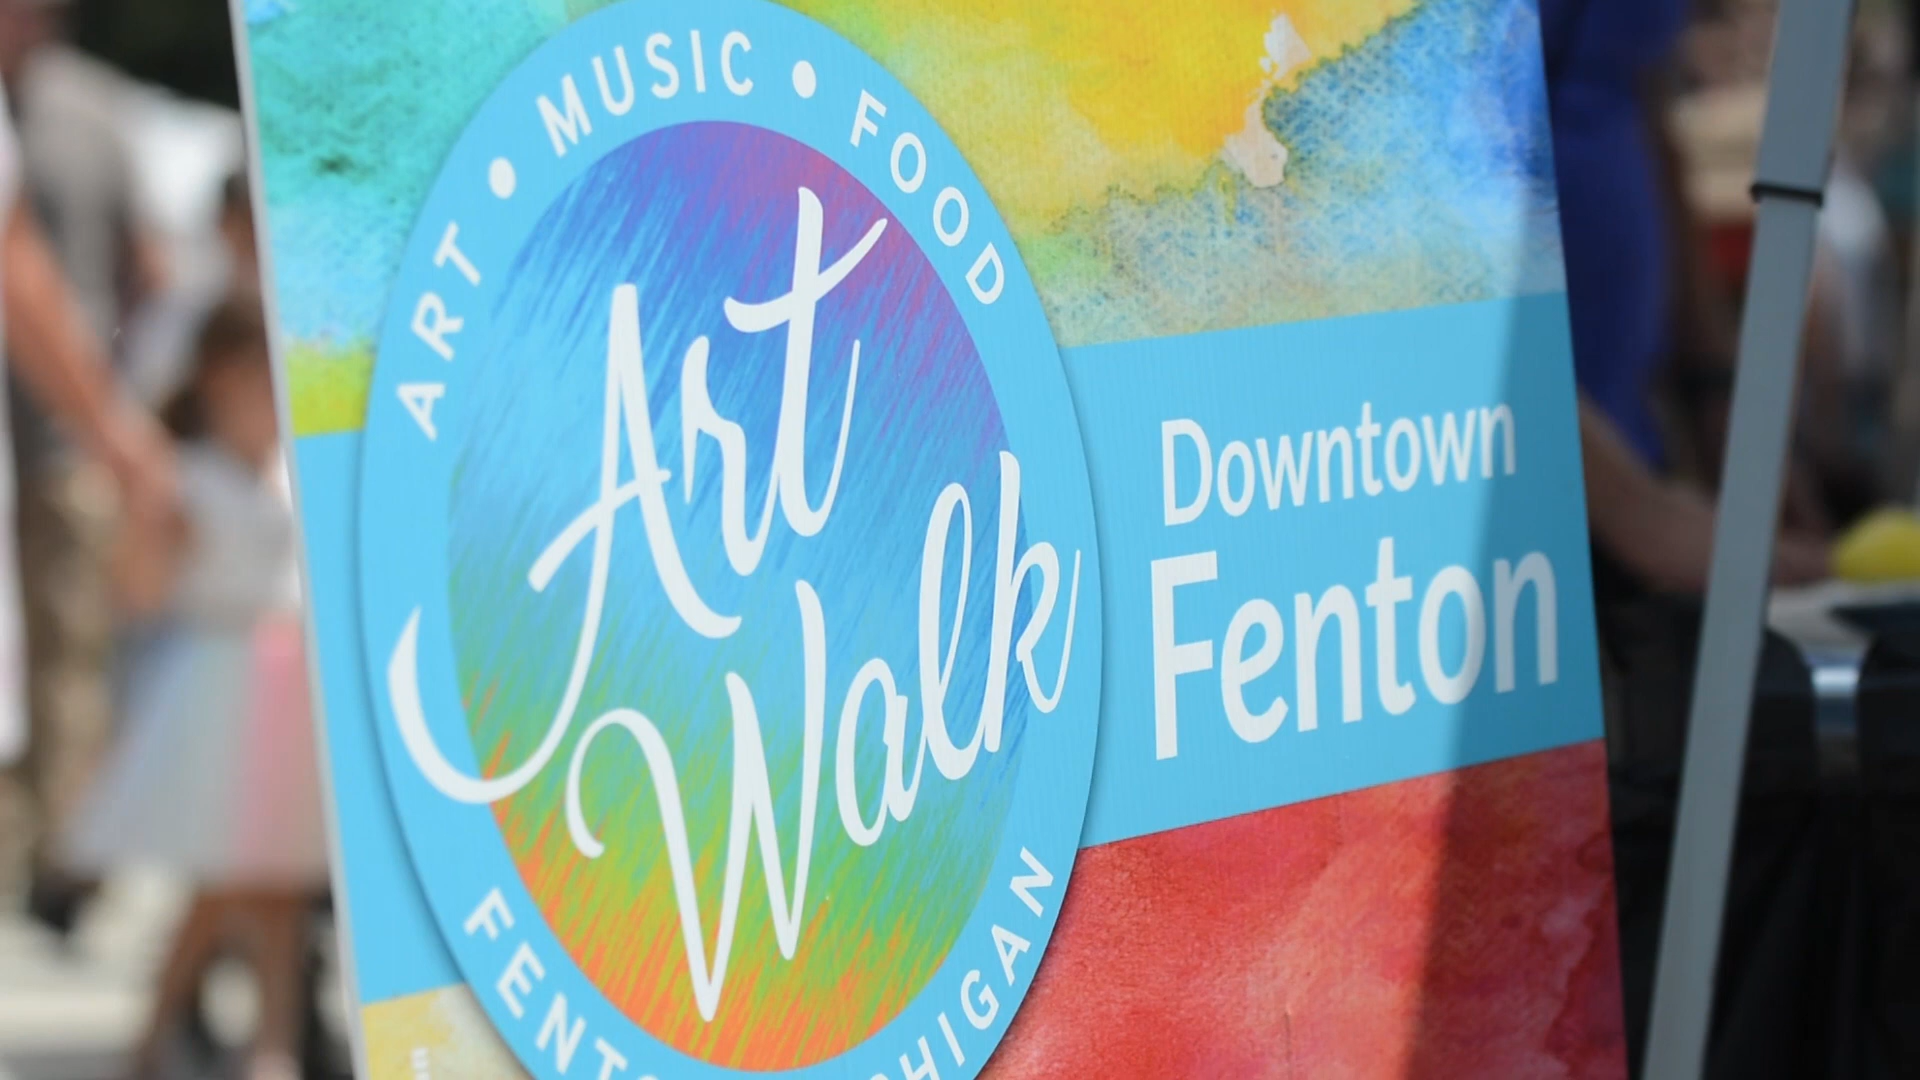 ART • MUSIC • FOOD
Art
Walk
Downtown
Fenton